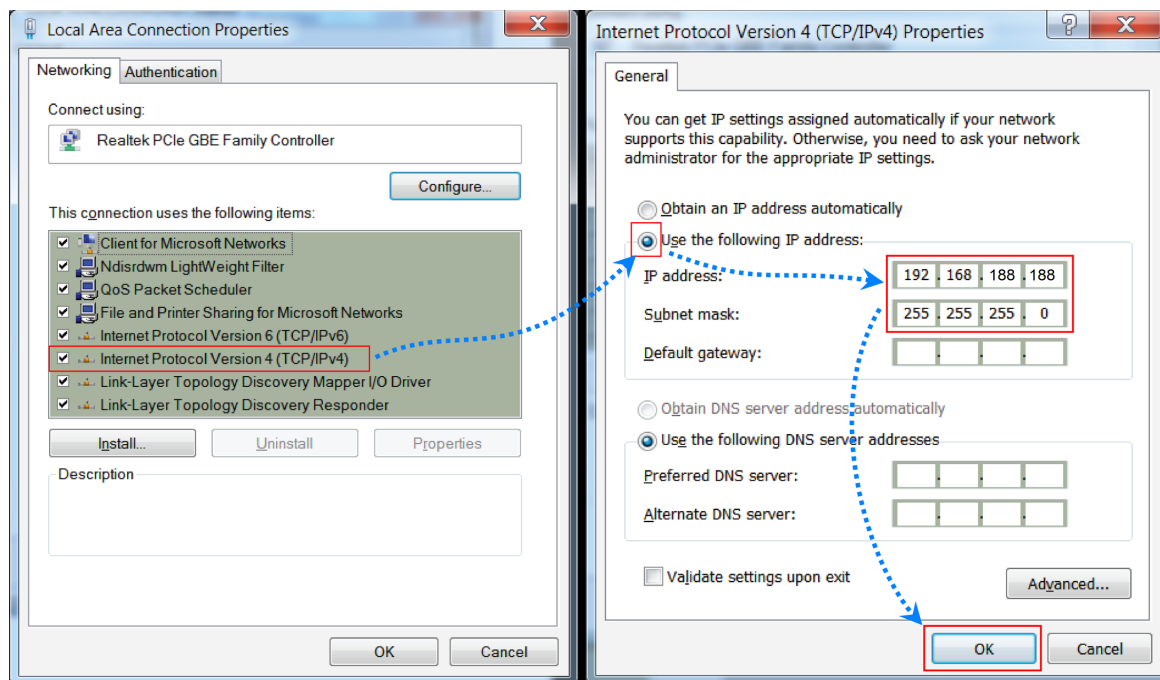 Local Area Connection Properties
Networking
Authentication
Connect using:
Realtek PCIe GBE Family Controller
Configure...
This connection uses the following items:
Client for Microsoft Networks
Ndisrdwm LightWeight Filter
QoS Packet Scheduler
File and Printer Sharing for Microsoft Networks
Internet Protocol Version 6 (TCP/IPv6)
Internet Protocol Version 4 (TCP/IPv4)
Link-Layer Topology Discovery Mapper I/O Driver
Link-Layer Topology Discovery Responder
Install...
Uninstall
Properties
Description
OK
Cancel
Internet Protocol Version 4 (TCP/IPv4) Properties
General
You can get IP settings assigned automatically if your network
supports this capability. Otherwise, you need to ask your network
administrator for the appropriate IP settings.
Obtain an IP address automatically
Use the following IP address:
IP address: 192 . 168 . 188 . 188
Subnet mask: 255 . 255 . 255 . 0
Default gateway: . . .
Obtain DNS server address automatically
Use the following DNS server addresses
Preferred DNS server: . . .
Alternate DNS server: . . .
Validate settings upon exit
Advanced...
OK
Cancel